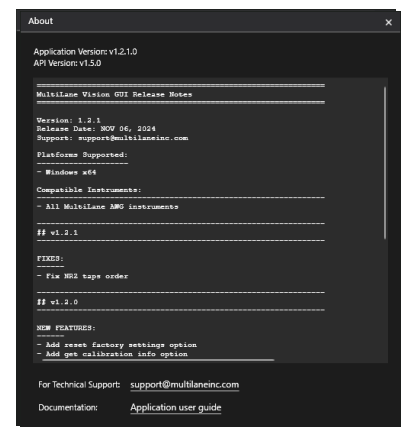 About
Application Version: v1.2.1.0
API Version: v1.5.0
MultiLane Vision GUI Release Notes
Version: 1.2.1
Release Date: NOV 06, 2024
Support: support@multilaneinc.com
Platforms Supported:
- Windows x64
Compatible Instruments:
- All MultiLane AWG instruments
## v1.2.1
FIXES:
- Fix NR2 taps order
## v1.2.0
NEW FEATURES:
- Add reset factory settings option
- Add get calibration info option
For Technical Support: support@multilaneinc.com
Documentation: Application user guide